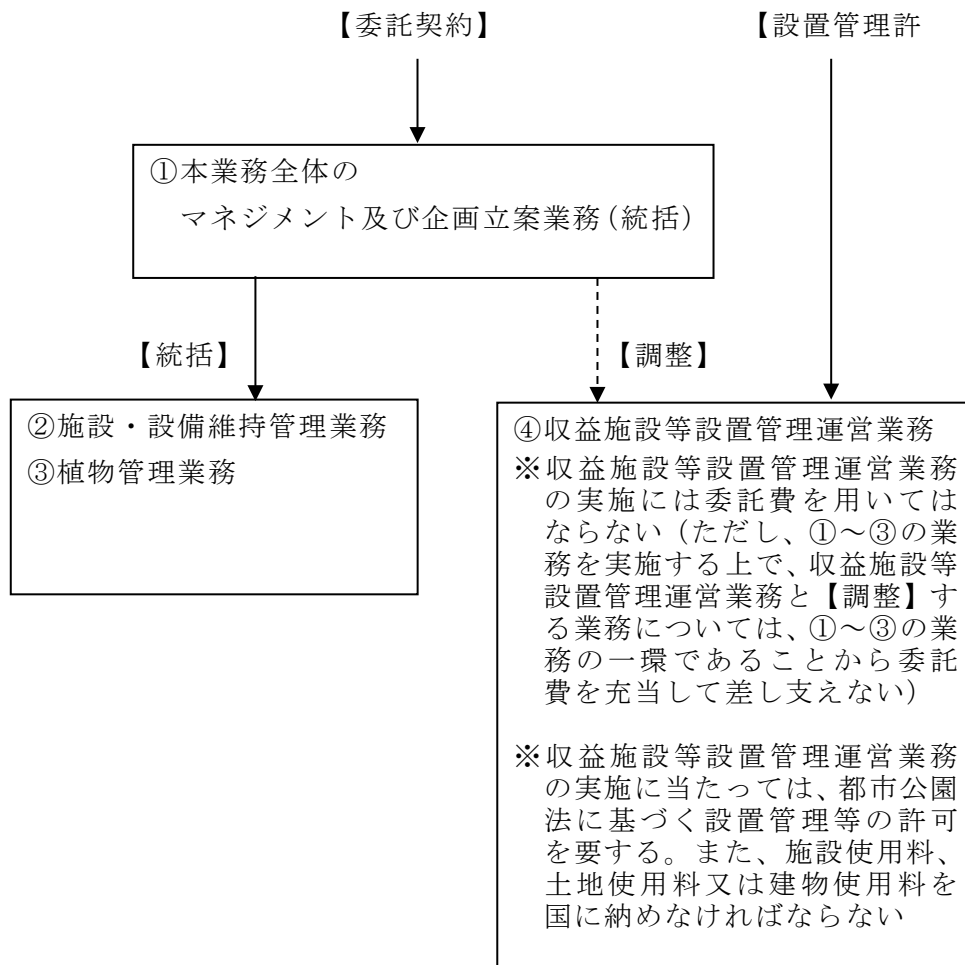 【委託契約】
【設置管理許
①本業務全体の
マネジメント及び企画立案業務(統括)
【統括】
【調整】
②施設・設備維持管理業務
③植物管理業務
④収益施設等設置管理運営業務
※収益施設等設置管理運営業務
の実施には委託費を用いては
ならない（ただし、①～③の業
務を実施する上で、収益施設等
設置管理運営業務と【調整】す
る業務については、①～③の業
務の一環であることから委託
費を充当して差し支えない）
※収益施設等設置管理運営業務
の実施に当たっては、都市公園
法に基づく設置管理等の許可
を要する。また、施設使用料、
土地使用料又は建物使用料を
国に納めなければならない